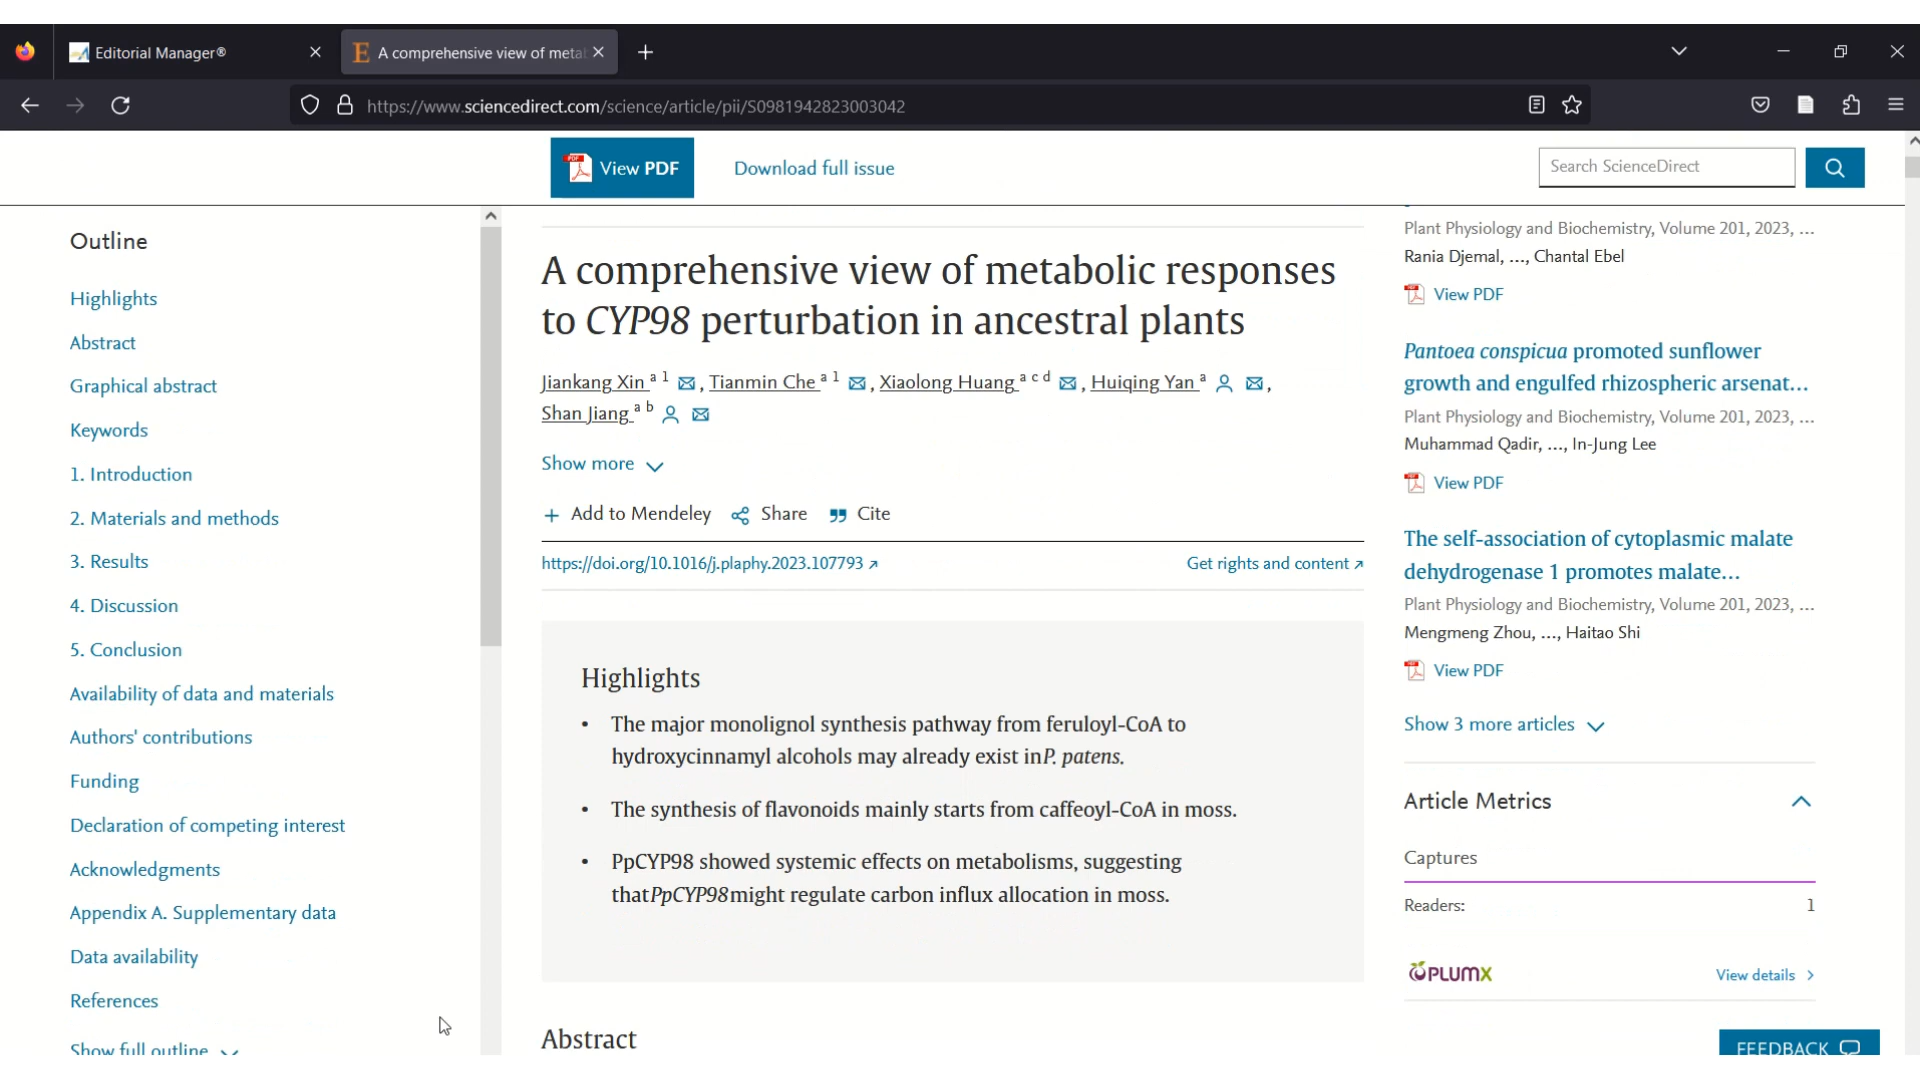 Editorial Manager®
A comprehensive view of meta
https://www.sciencedirect.com/science/article/pii/S0981942823003042
View PDF
Download full issue
Search ScienceDirect
Outline
Highlights
Abstract
Graphical abstract
Keywords
1. Introduction
2. Materials and methods
3. Results
4. Discussion
5. Conclusion
Availability of data and materials
Authors' contributions
Funding
Declaration of competing interest
Acknowledgments
Appendix A. Supplementary data
Data availability
References
Show full outline
A comprehensive view of metabolic responses
to CYP98 perturbation in ancestral plants
Jiankang Xin a 1, Tianmin Che a 1, Xiaolong Huang a c d, Huiqing Yan a,
Shan Jiang a b
Show more
+ Add to Mendeley Share Cite
https://doi.org/10.1016/j.plaphy.2023.107793
Get rights and content
Highlights
• The major monolignol synthesis pathway from feruloyl-CoA to
hydroxycinnamyl alcohols may already exist inP. patens.
• The synthesis of flavonoids mainly starts from caffeoyl-CoA in moss.
• PpCYP98 showed systemic effects on metabolisms, suggesting
thatPpCYP98might regulate carbon influx allocation in moss.
Abstract
Plant Physiology and Biochemistry, Volume 201, 2023, ...
Rania Djemal, ..., Chantal Ebel
View PDF
Pantoea conspicua promoted sunflower
growth and engulfed rhizospheric arsenat...
Plant Physiology and Biochemistry, Volume 201, 2023, ...
Muhammad Qadir, ..., In-Jung Lee
View PDF
The self-association of cytoplasmic malate
dehydrogenase 1 promotes malate...
Plant Physiology and Biochemistry, Volume 201, 2023, ...
Mengmeng Zhou, ..., Haitao Shi
View PDF
Show 3 more articles
Article Metrics
Captures
Readers: 1
PLUMX
View details
FEEDBACK